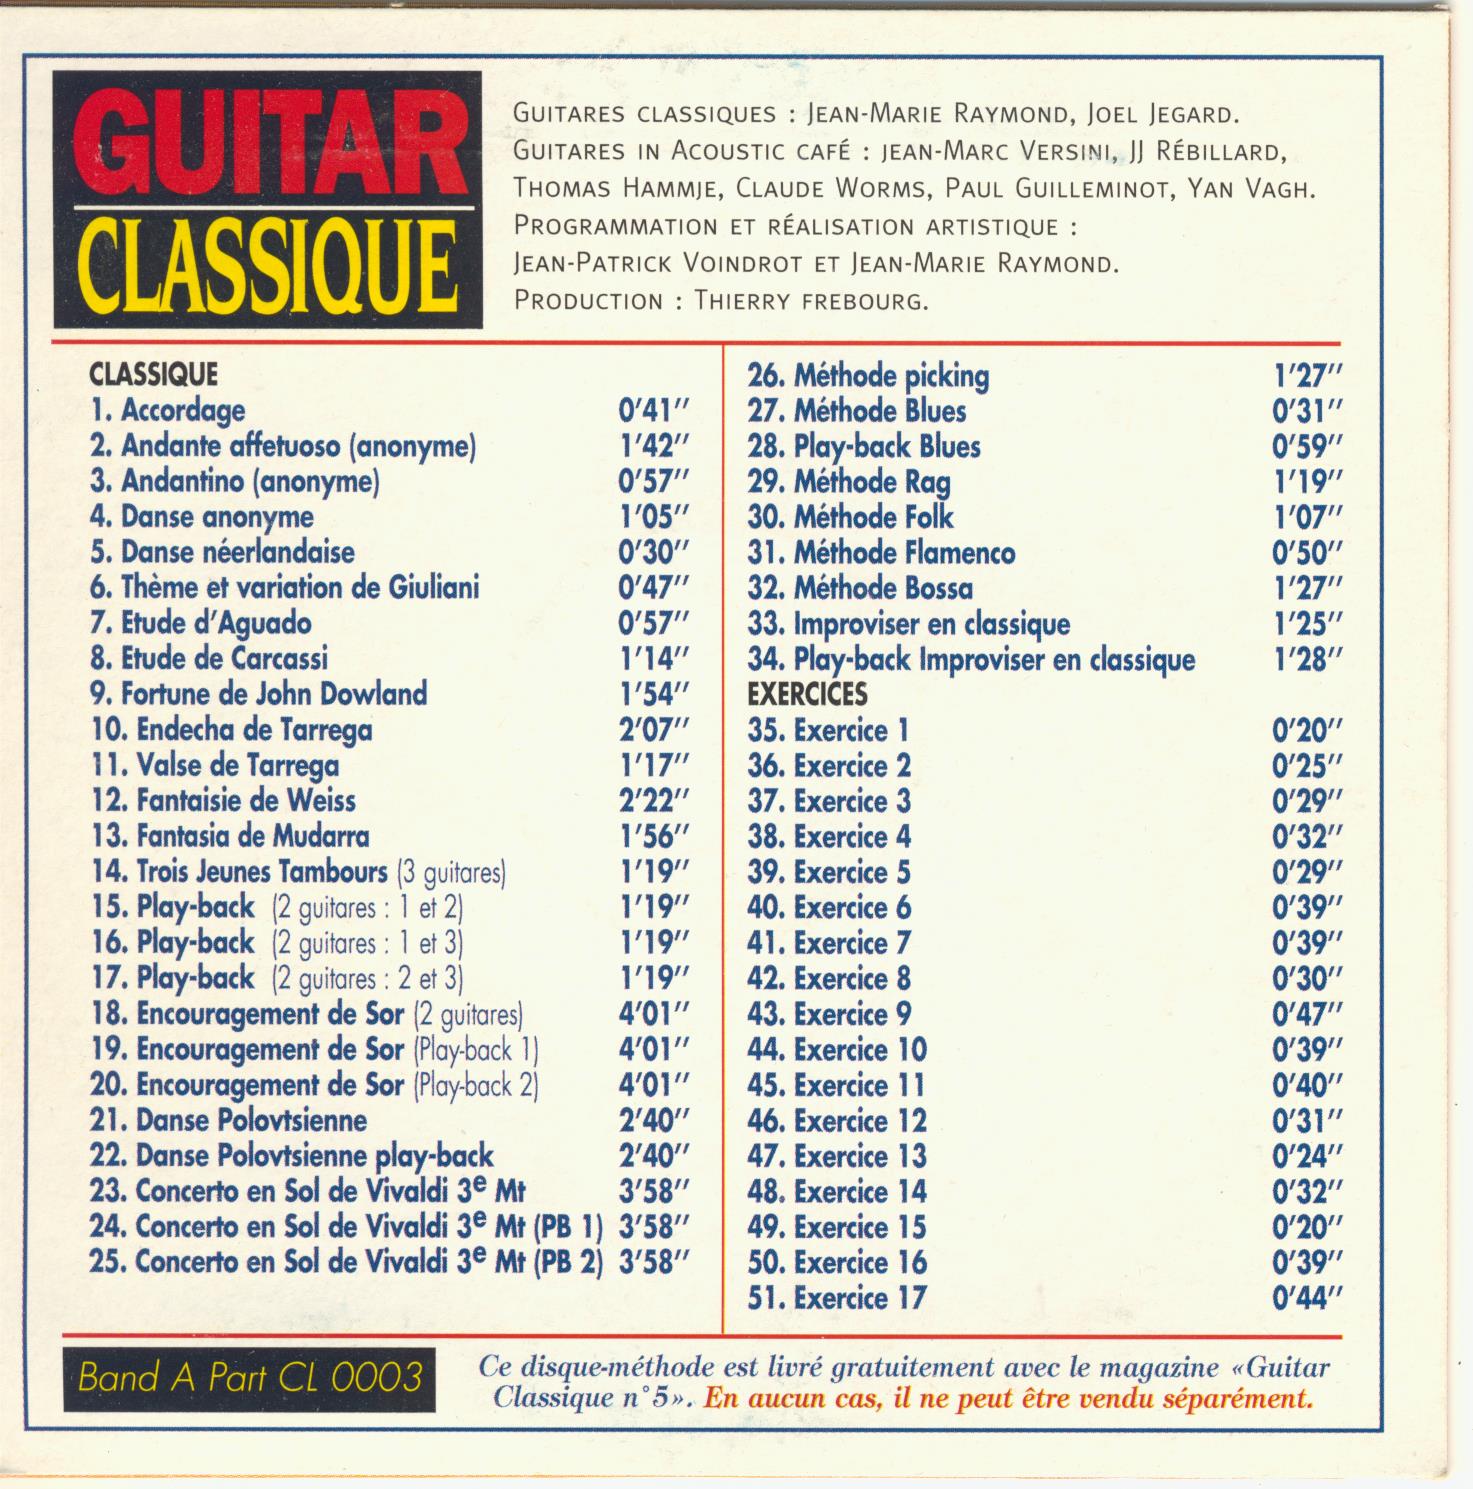 GUITAR
CLASSIQUE
GUITARES CLASSIQUES : JEAN-MARIE RAYMOND, JOEL JEGARD.
GUITARES IN ACOUSTIC CAFÉ : JEAN-MARC VERSINI, JJ RÉBILLARD,
THOMAS HAMMJE, CLAUDE WORMS, PAUL GUILLEMINOT, YAN VAGH.
PROGRAMMATION ET RÉALISATION ARTISTIQUE :
JEAN-PATRICK VOINDROT ET JEAN-MARIE RAYMOND.
PRODUCTION : THIERRY FREBOURG.
CLASSIQUE
1. Accordage 0'41''
2. Andante affetuoso (anonyme) 1'42''
3. Andantino (anonyme) 0'57''
4. Danse anonyme 1'05''
5. Danse néerlandaise 0'30''
6. Thème et variation de Giuliani 0'47''
7. Etude d'Aguado 0'57''
8. Etude de Carcassi 1'14''
9. Fortune de John Dowland 1'54''
10. Endecha de Tarrega 2'07''
11. Valse de Tarrega 1'17''
12. Fantaisie de Weiss 2'22''
13. Fantasia de Mudarra 1'56''
14. Trois Jeunes Tambours (3 guitares) 1'19''
15. Play-back (2 guitares : 1 et 2) 1'19''
16. Play-back (2 guitares : 1 et 3) 1'19''
17. Play-back (2 guitares : 2 et 3) 1'19''
18. Encouragement de Sor (2 guitares) 4'01''
19. Encouragement de Sor (Play-back 1) 4'01''
20. Encouragement de Sor (Play-back 2) 4'01''
21. Danse Polovtsienne 2'40''
22. Danse Polovtsienne play-back 2'40''
23. Concerto en Sol de Vivaldi 3e Mt 3'58''
24. Concerto en Sol de Vivaldi 3e Mt (PB 1) 3'58''
25. Concerto en Sol de Vivaldi 3e Mt (PB 2) 3'58''
26. Méthode picking 1'27''
27. Méthode Blues 0'31''
28. Play-back Blues 0'59''
29. Méthode Rag 1'19''
30. Méthode Folk 1'07''
31. Méthode Flamenco 0'50''
32. Méthode Bossa 1'27''
33. Improviser en classique 1'25''
34. Play-back Improviser en classique 1'28''
EXERCICES
35. Exercice 1 0'20''
36. Exercice 2 0'25''
37. Exercice 3 0'29''
38. Exercice 4 0'32''
39. Exercice 5 0'29''
40. Exercice 6 0'39''
41. Exercice 7 0'39''
42. Exercice 8 0'30''
43. Exercice 9 0'47''
44. Exercice 10 0'39''
45. Exercice 11 0'40''
46. Exercice 12 0'31''
47. Exercice 13 0'24''
48. Exercice 14 0'32''
49. Exercice 15 0'20''
50. Exercice 16 0'39''
51. Exercice 17 0'44''
Band A Part CL 0003
Ce disque-méthode est livré gratuitement avec le magazine «Guitar
Classique n°5». En aucun cas, il ne peut être vendu séparément.